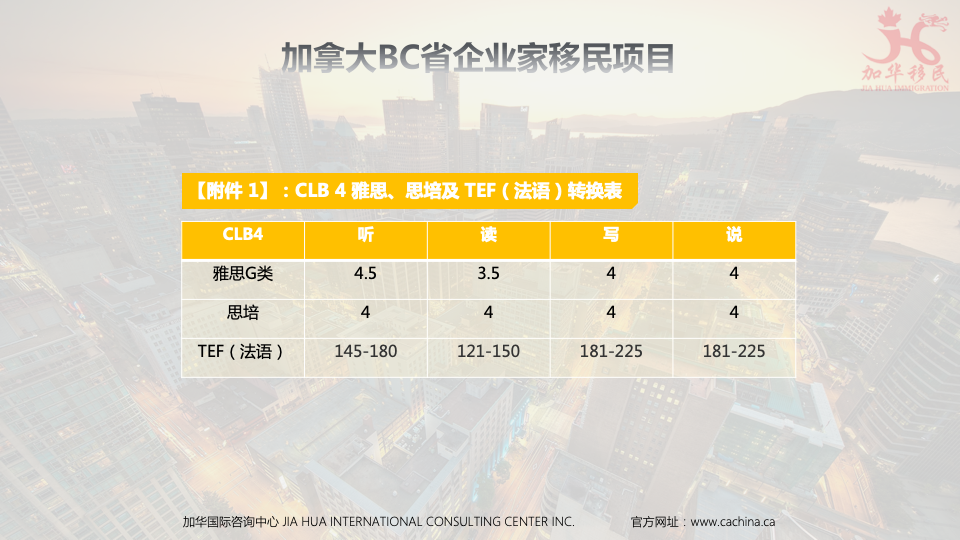 加拿大BC省企业家移民项目
加华移民
JIA HUA IMMIGRATION
【附件 1】:CLB 4 雅思、思培及 TEF(法语)转换表
CLB4 听 读 写 说
雅思G类 4.5 3.5 4 4
思培 4 4 4 4
TEF(法语) 145-180 121-150 181-225 181-225
加华国际咨询中心 JIA HUA INTERNATIONAL CONSULTING CENTER INC. 官方网址:www.cachina.ca